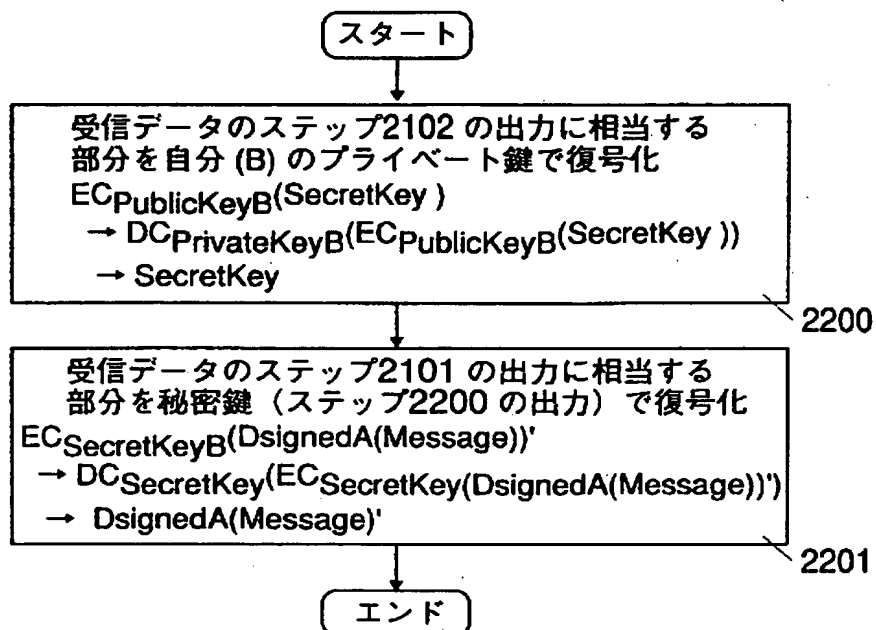 スタート
受信データのステップ2102 の出力に相当する
部分を自分 (B) のプライベート鍵で復号化
ECPublicKeyB(SecretKey )
→ DCPrivateKeyB(ECPublicKeyB(SecretKey ))
→ SecretKey
2200
受信データのステップ2101 の出力に相当する
部分を秘密鍵（ステップ2200 の出力）で復号化
ECSecretKeyB(DsignedA(Message))'
→ DCSecretKey(ECSecretKey(DsignedA(Message))')
→ DsignedA(Message)'
2201
エンド